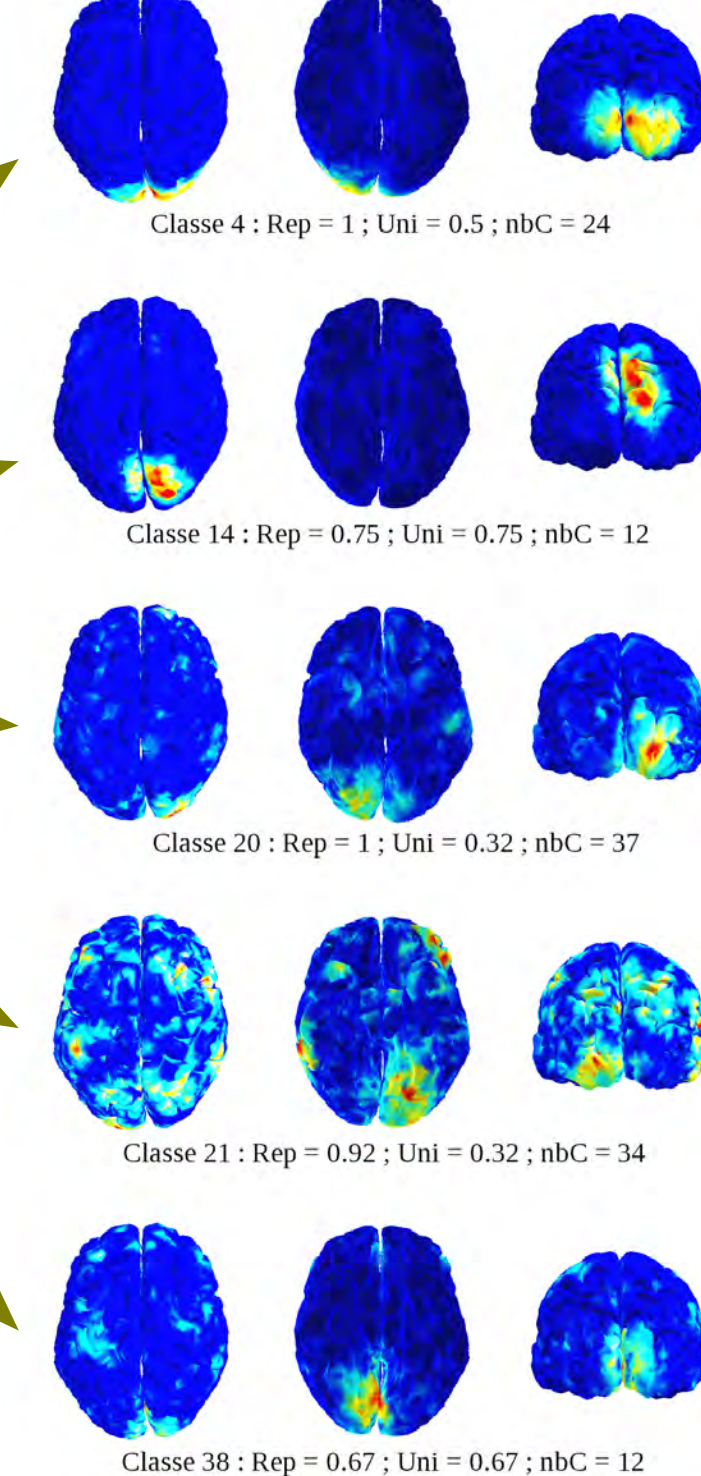 Classe 4 : Rep = 1 ; Uni = 0.5 ; nbC = 24
Classe 14 : Rep = 0.75 ; Uni = 0.75 ; nbC = 12
Classe 20 : Rep = 1 ; Uni = 0.32 ; nbC = 37
Classe 21 : Rep = 0.92 ; Uni = 0.32 ; nbC = 34
Classe 38 : Rep = 0.67 ; Uni = 0.67 ; nbC = 12